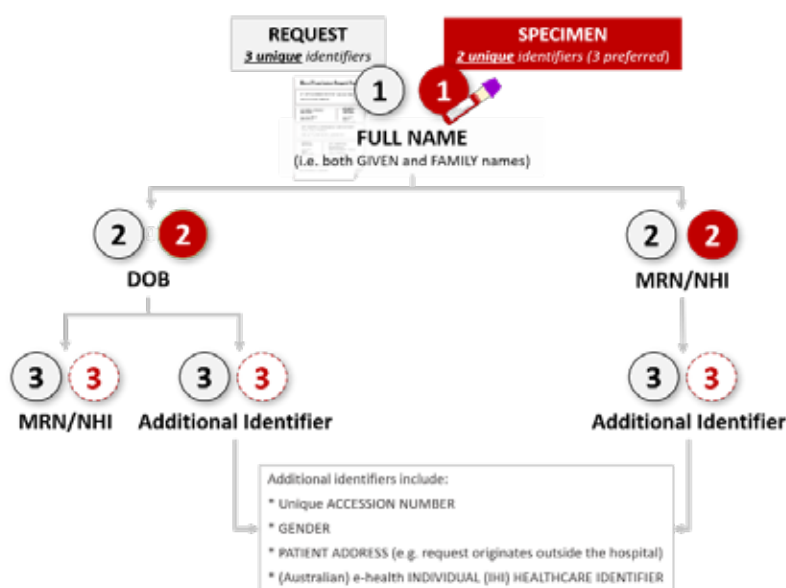 REQUEST
3 unique identifiers
SPECIMEN
2 unique identifiers (3 preferred)
1
1
FULL NAME
(i.e. both GIVEN and FAMILY names)
2
2
DOB
2
2
MRN/NHI
3
3
MRN/NHI
3
3
Additional Identifier
3
3
Additional Identifier
Additional identifiers include:
* Unique ACCESSION NUMBER
* GENDER
* PATIENT ADDRESS (e.g. request originates outside the hospital)
* (Australian) e-health INDIVIDUAL (IHI) HEALTHCARE IDENTIFIER